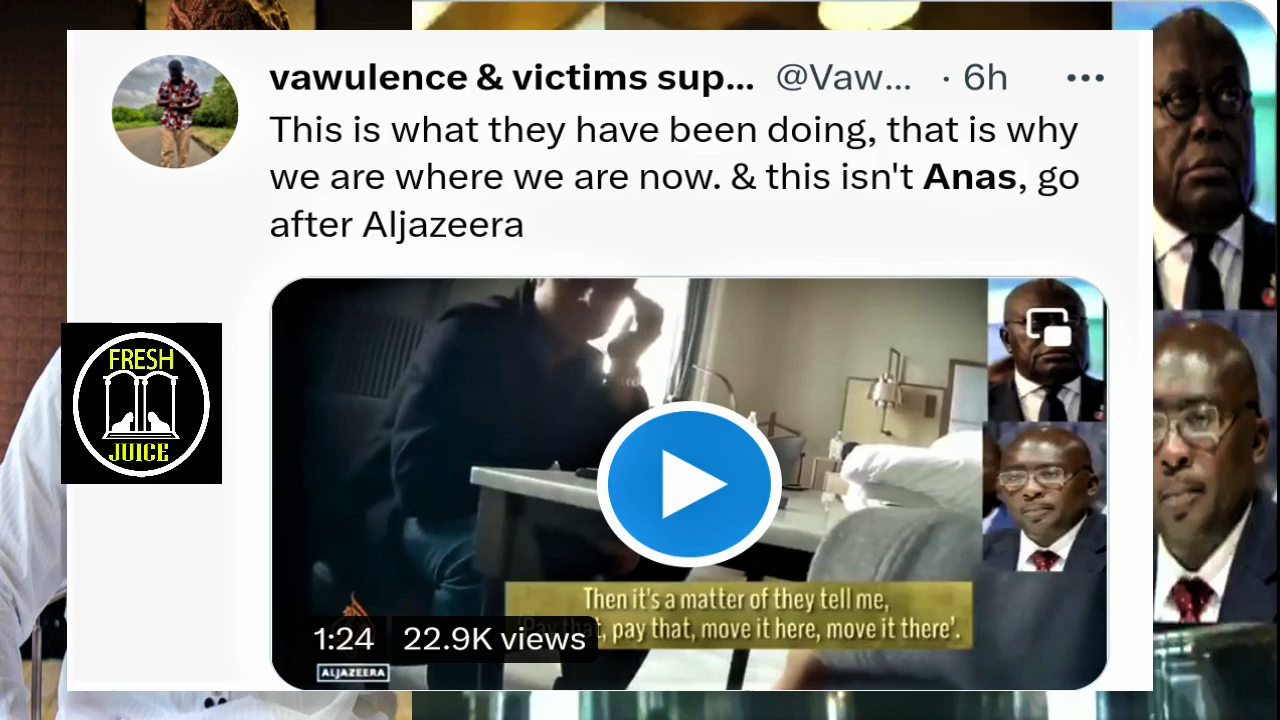 vawulence & victims sup... @Vaw... · 6h
This is what they have been doing, that is why
we are where we are now. & this isn't Anas, go
after Aljazeera
FRESH
JUICE
Then it's a matter of they tell me,
Pay that, pay that, move it here, move it there'.
1:24 22.9K views
ALJAZEERA